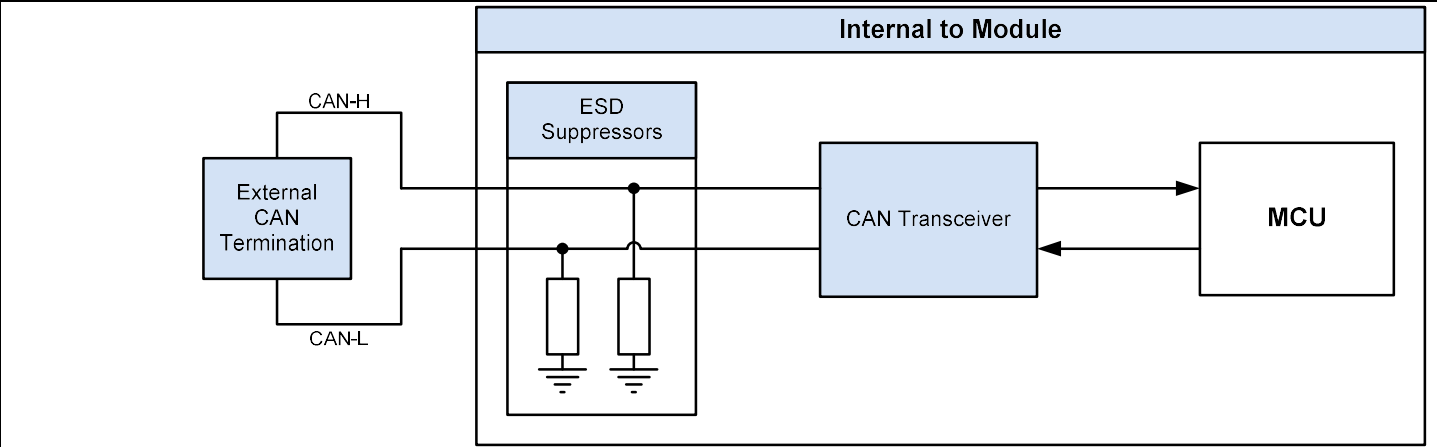 Internal to Module
CAN-H
ESD
Suppressors
External
CAN
Termination
CAN Transceiver
MCU
CAN-L